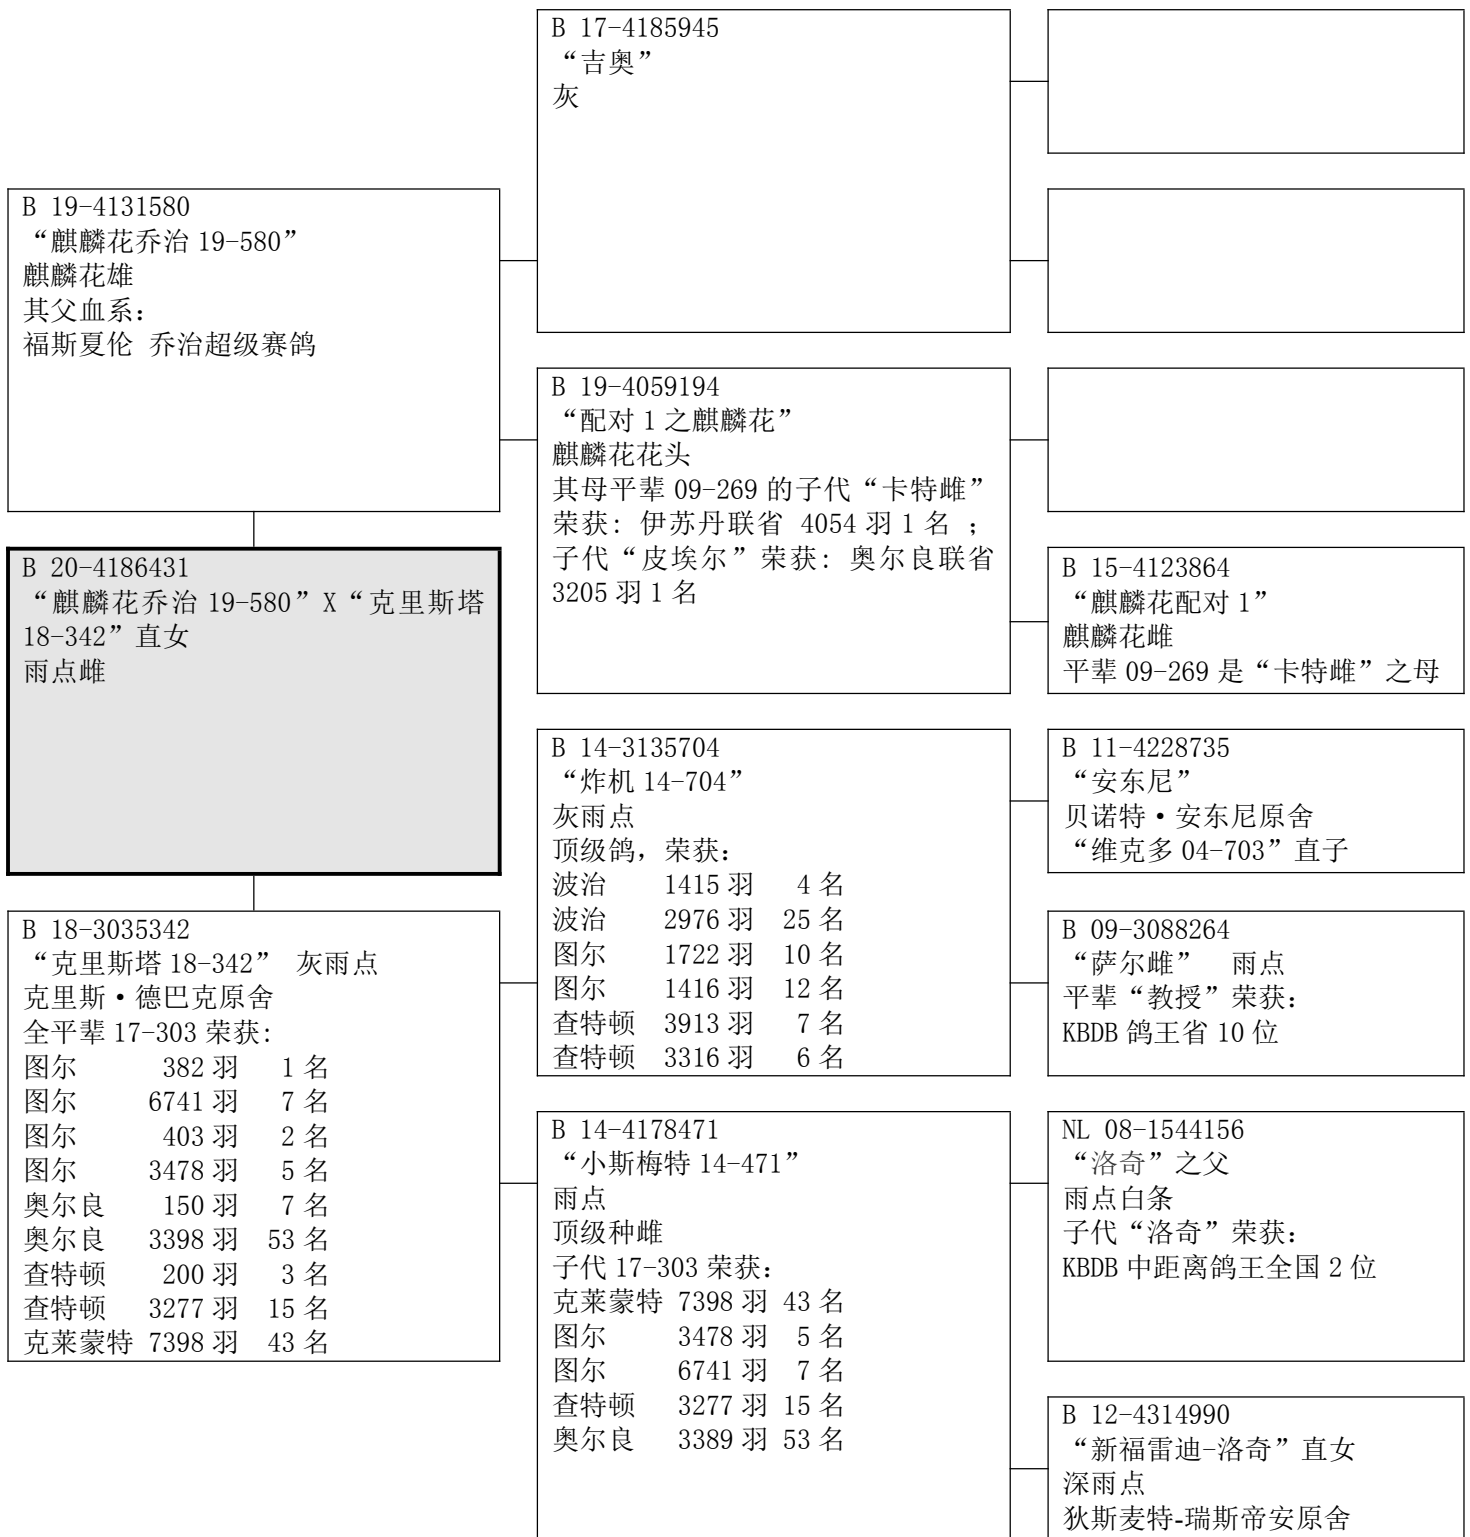 B 17-4185945
“吉奥”
灰
B 19-4131580
“麒麟花乔治 19-580”
麒麟花雄
其父血系：
福斯夏伦 乔治超级赛鸽
B 19-4059194
“配对 1 之麒麟花”
麒麟花花头
其母平辈 09-269 的子代“卡特雌”
荣获: 伊苏丹联省 4054 羽 1 名 ；
子代“皮埃尔”荣获: 奥尔良联省
3205 羽 1 名
B 20-4186431
“麒麟花乔治 19-580”X“克里斯塔
18-342”直女
雨点雌
B 15-4123864
“麒麟花配对 1”
麒麟花雌
平辈 09-269 是“卡特雌”之母
B 14-3135704
“炸机 14-704”
灰雨点
顶级鸽，荣获：
波治 1415 羽 4 名
波治 2976 羽 25 名
图尔 1722 羽 10 名
图尔 1416 羽 12 名
查特顿 3913 羽 7 名
查特顿 3316 羽 6 名
B 11-4228735
“安东尼”
贝诺特·安东尼原舍
“维克多 04-703”直子
B 18-3035342
“克里斯塔 18-342” 灰雨点
克里斯·德巴克原舍
全平辈 17-303 荣获:
图尔 382 羽 1 名
图尔 6741 羽 7 名
图尔 403 羽 2 名
图尔 3478 羽 5 名
奥尔良 150 羽 7 名
奥尔良 3398 羽 53 名
查特顿 200 羽 3 名
查特顿 3277 羽 15 名
克莱蒙特 7398 羽 43 名
B 09-3088264
“萨尔雌” 雨点
平辈“教授”荣获：
KBDB 鸽王省 10 位
B 14-4178471
“小斯梅特 14-471”
雨点
顶级种雌
子代 17-303 荣获：
克莱蒙特 7398 羽 43 名
图尔 3478 羽 5 名
图尔 6741 羽 7 名
查特顿 3277 羽 15 名
奥尔良 3389 羽 53 名
NL 08-1544156
“洛奇”之父
雨点白条
子代“洛奇”荣获：
KBDB 中距离鸽王全国 2 位
B 12-4314990
“新福雷迪-洛奇”直女
深雨点
狄斯麦特-瑞斯帝安原舍